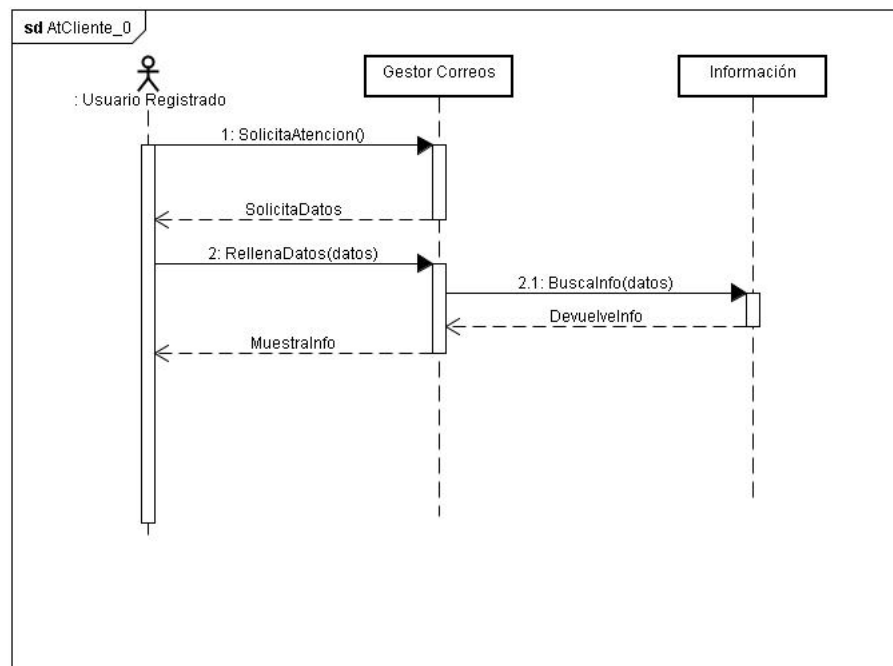 sd AtCliente_0
Gestor Correos
Información
: Usuario Registrado
1: SolicitaAtencion()
SolicitaDatos
2: RellenaDatos(datos)
2.1: BuscaInfo(datos)
DevuelveInfo
MuestraInfo